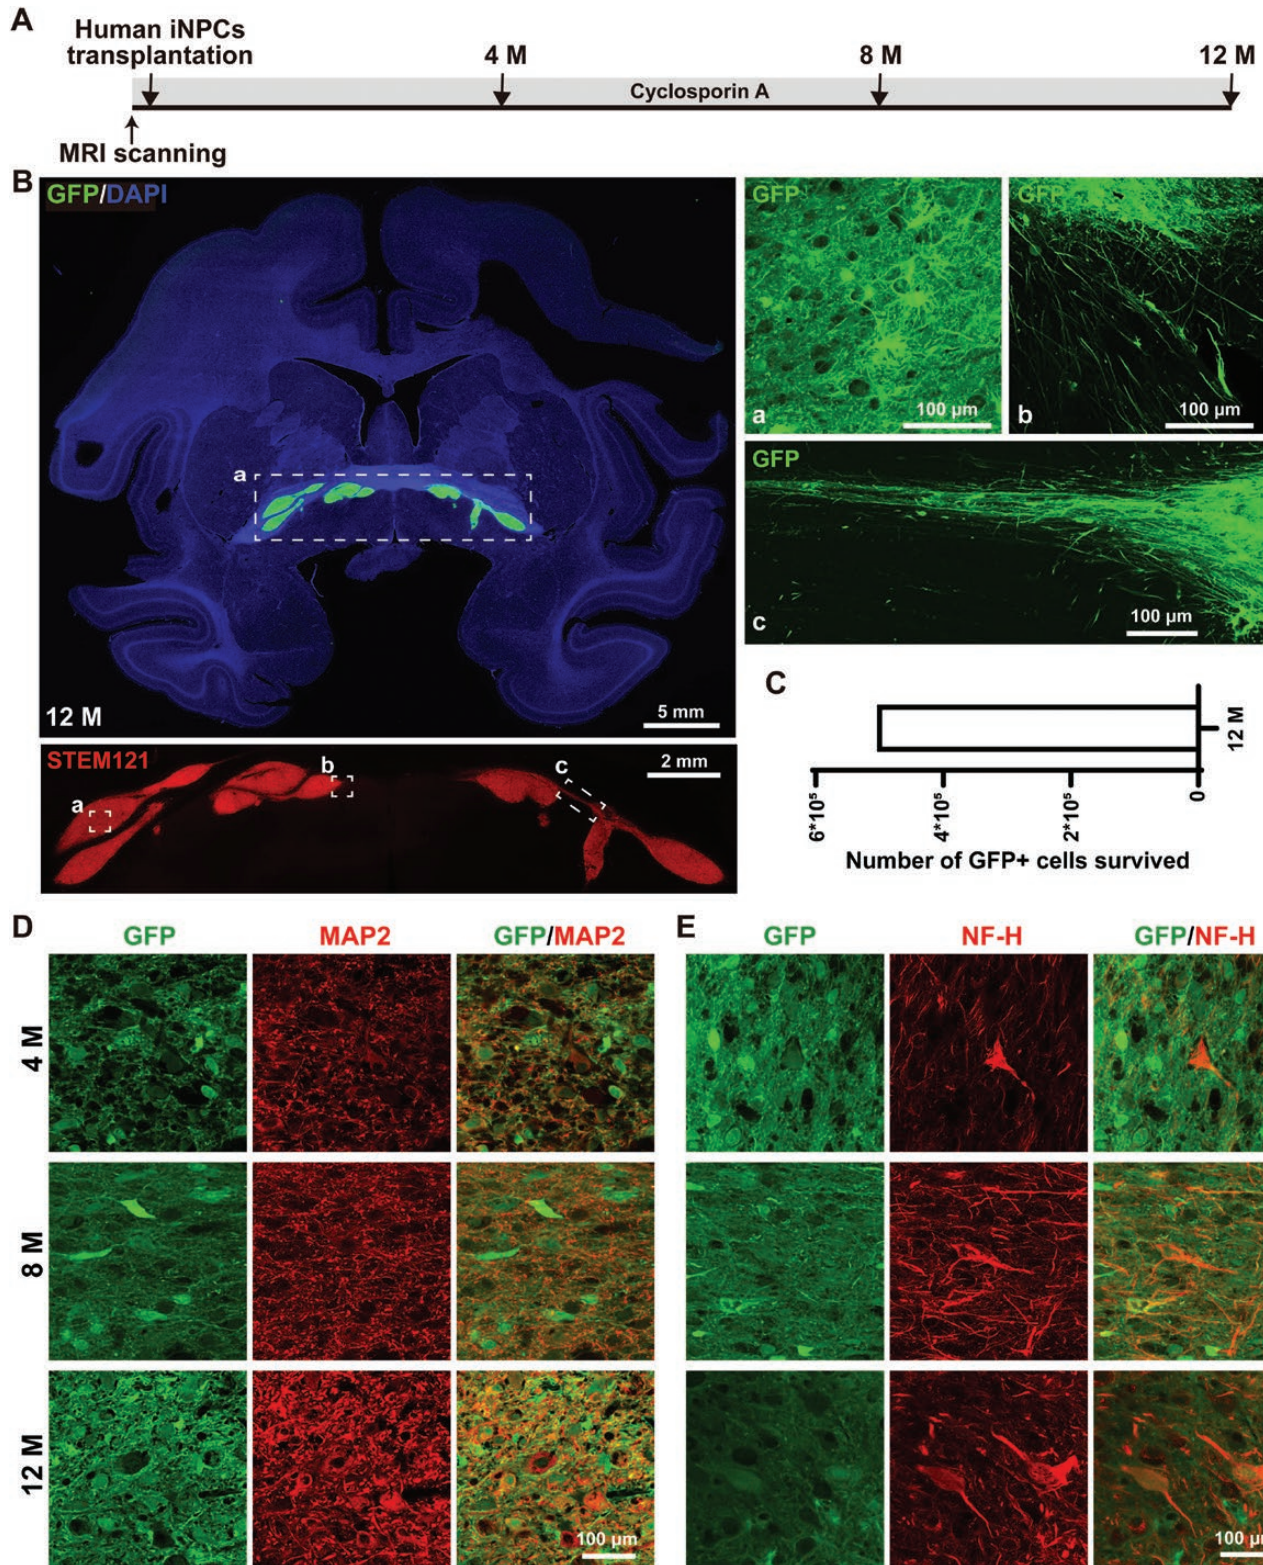 A
Human iNPCs
transplantation
4 M
8 M
12 M
Cyclosporin A
MRI scanning
B
GFP/DAPI
a
12 M
5 mm
GFP
a
100 µm
GFP
b
100 µm
GFP
c
100 µm
STEM121
2 mm
a
b
c
C
12 M
6*10⁵
4*10⁵
2*10⁵
0
Number of GFP+ cells survived
D
GFP
MAP2
GFP/MAP2
4 M
8 M
12 M
100 µm
E
GFP
NF-H
GFP/NF-H
100 µm